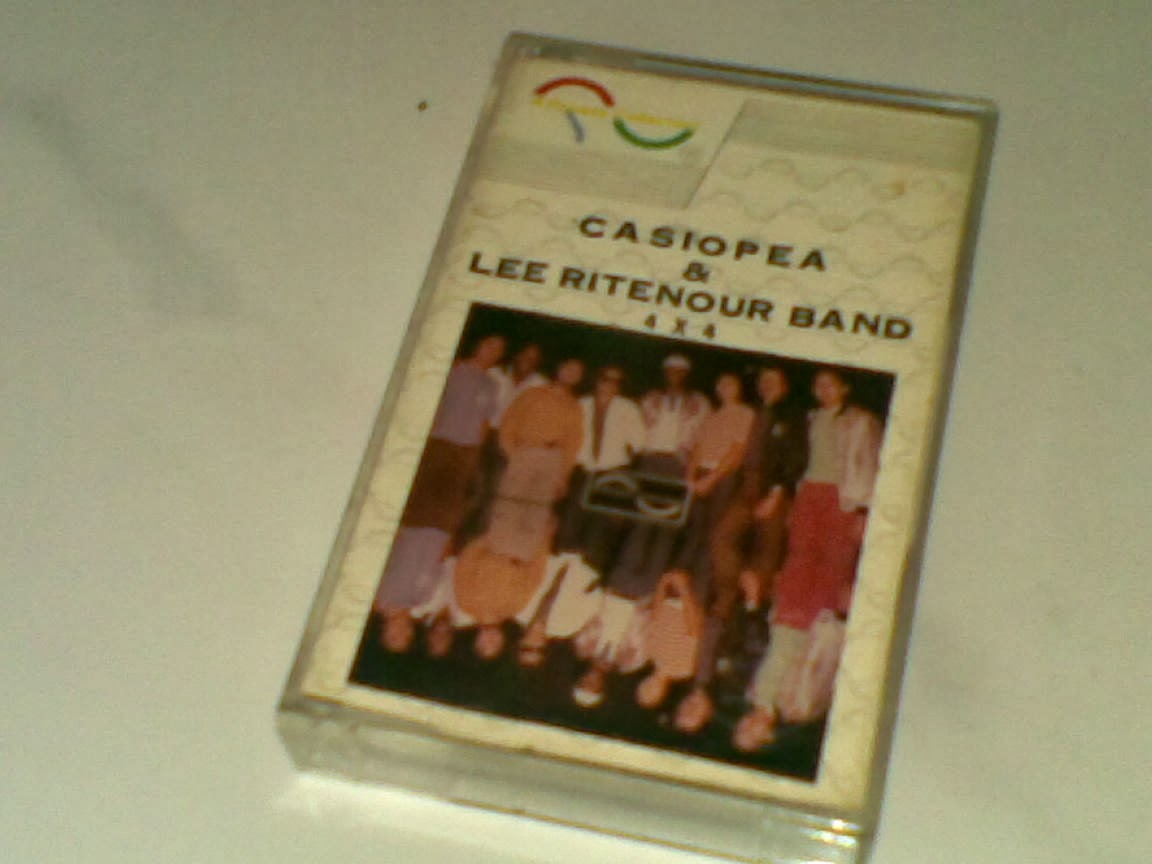 CASIOPEA
&
LEE RITENOUR BAND
4 X 4